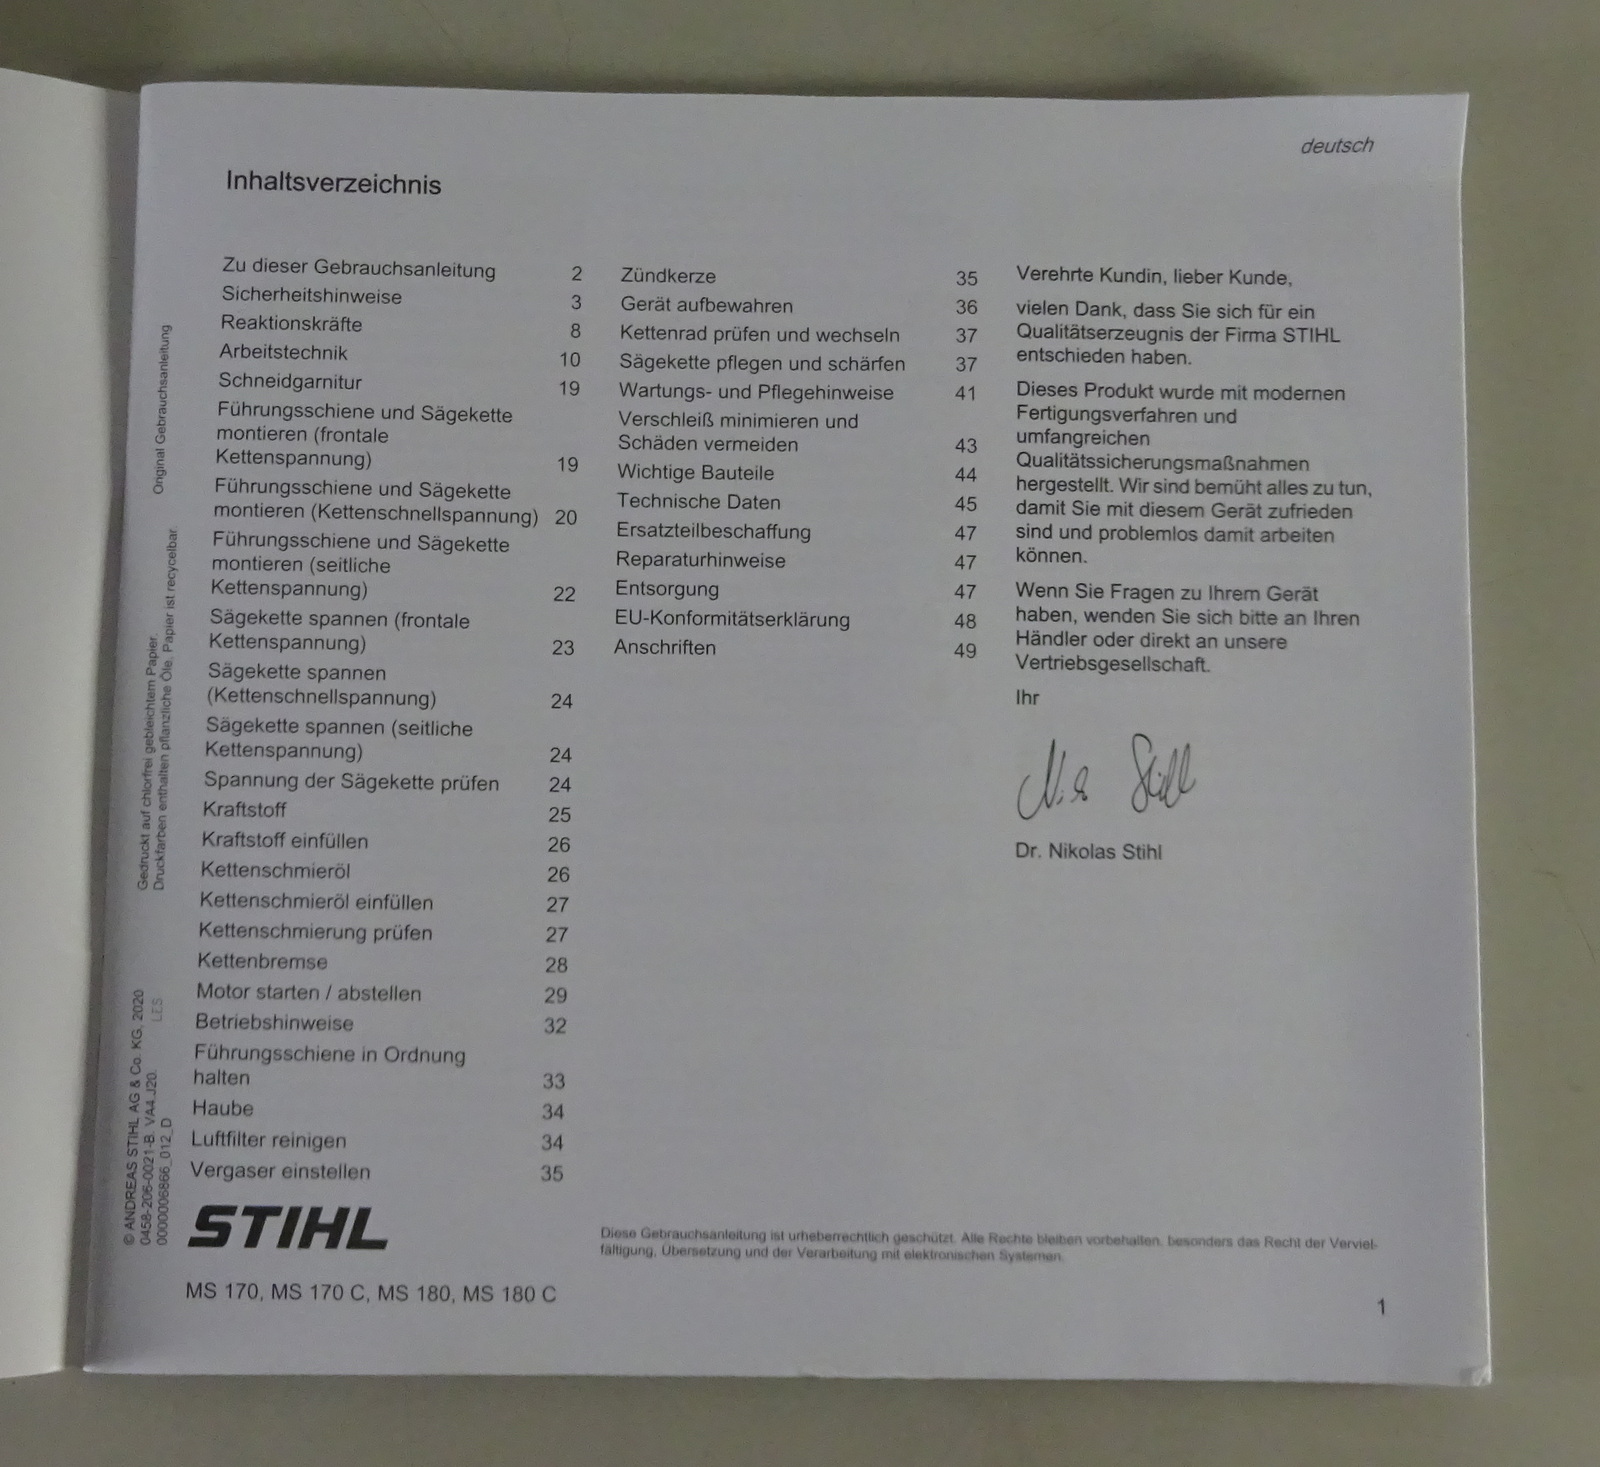 deutsch
Inhaltsverzeichnis
Zu dieser Gebrauchsanleitung 2
Sicherheitshinweise 3
Reaktionskräfte 8
Arbeitstechnik 10
Schneidgarnitur 19
Führungsschiene und Sägekette
montieren (frontale
Kettenspannung) 19
Führungsschiene und Sägekette
montieren (Kettenschnellspannung) 20
Führungsschiene und Sägekette
montieren (seitliche
Kettenspannung) 22
Sägekette spannen (frontale
Kettenspannung) 23
Sägekette spannen
(Kettenschnellspannung) 24
Sägekette spannen (seitliche
Kettenspannung) 24
Spannung der Sägekette prüfen 24
Kraftstoff 25
Kraftstoff einfüllen 26
Kettenschmieröl 26
Kettenschmieröl einfüllen 27
Kettenschmierung prüfen 27
Kettenbremse 28
Motor starten / abstellen 29
Betriebshinweise 32
Führungsschiene in Ordnung
halten 33
Haube 34
Luftfilter reinigen 34
Vergaser einstellen 35
Zündkerze 35
Gerät aufbewahren 36
Kettenrad prüfen und wechseln 37
Sägekette pflegen und schärfen 37
Wartungs- und Pflegehinweise 41
Verschleiß minimieren und
Schäden vermeiden 43
Wichtige Bauteile 44
Technische Daten 45
Ersatzteilbeschaffung 47
Reparaturhinweise 47
Entsorgung 47
EU-Konformitätserklärung 48
Anschriften 49
Verehrte Kundin, lieber Kunde,
vielen Dank, dass Sie sich für ein
Qualitätserzeugnis der Firma STIHL
entschieden haben.
Dieses Produkt wurde mit modernen
Fertigungsverfahren und
umfangreichen
Qualitätssicherungsmaßnahmen
hergestellt. Wir sind bemüht alles zu tun,
damit Sie mit diesem Gerät zufrieden
sind und problemlos damit arbeiten
können.
Wenn Sie Fragen zu Ihrem Gerät
haben, wenden Sie sich bitte an Ihren
Händler oder direkt an unsere
Vertriebsgesellschaft.
Ihr
Dr. Nikolas Stihl
Original Gebrauchsanleitung
Gedruckt auf chlorfrei gebleichtem Papier.
Druckfarben enthalten pflanzliche Öle, Papier ist recycelbar.
© ANDREAS STIHL AG & Co. KG, 2020
0458-206-0021-B. VA4.J20.
0000006866_012_D
LES
STIHL
MS 170, MS 170 C, MS 180, MS 180 C
Diese Gebrauchsanleitung ist urheberrechtlich geschützt. Alle Rechte bleiben vorbehalten, besonders das Recht der Verviel-
fältigung, Übersetzung und der Verarbeitung mit elektronischen Systemen.
1